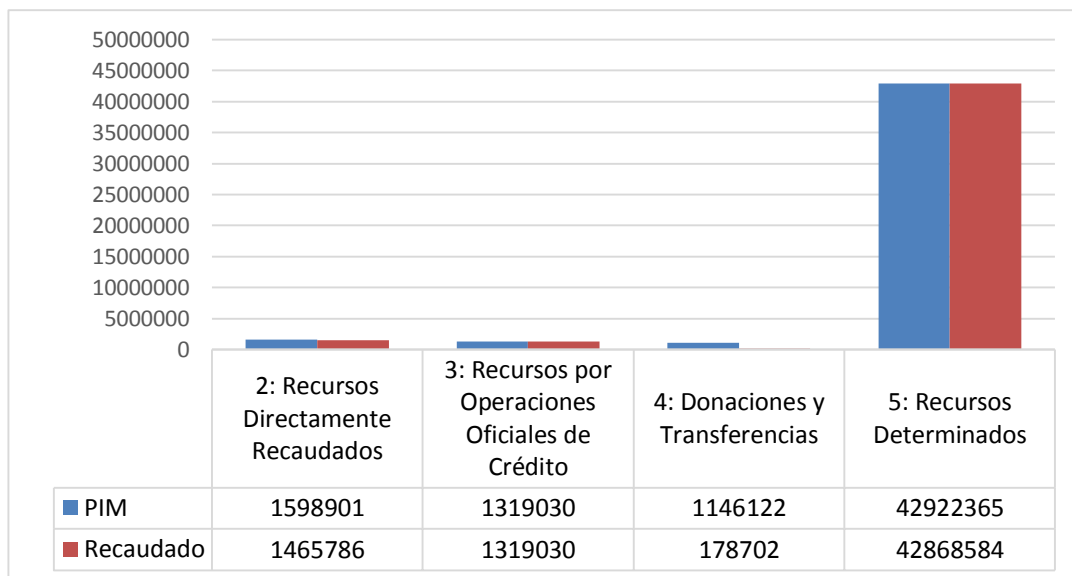 50000000
45000000
40000000
35000000
30000000
25000000
20000000
15000000
10000000
5000000
0
2: Recursos
Directamente
Recaudados
3: Recursos por
Operaciones
Oficiales de
Crédito
4: Donaciones y
Transferencias
5: Recursos
Determinados
PIM 1598901 1319030 1146122 42922365
Recaudado 1465786 1319030 178702 42868584